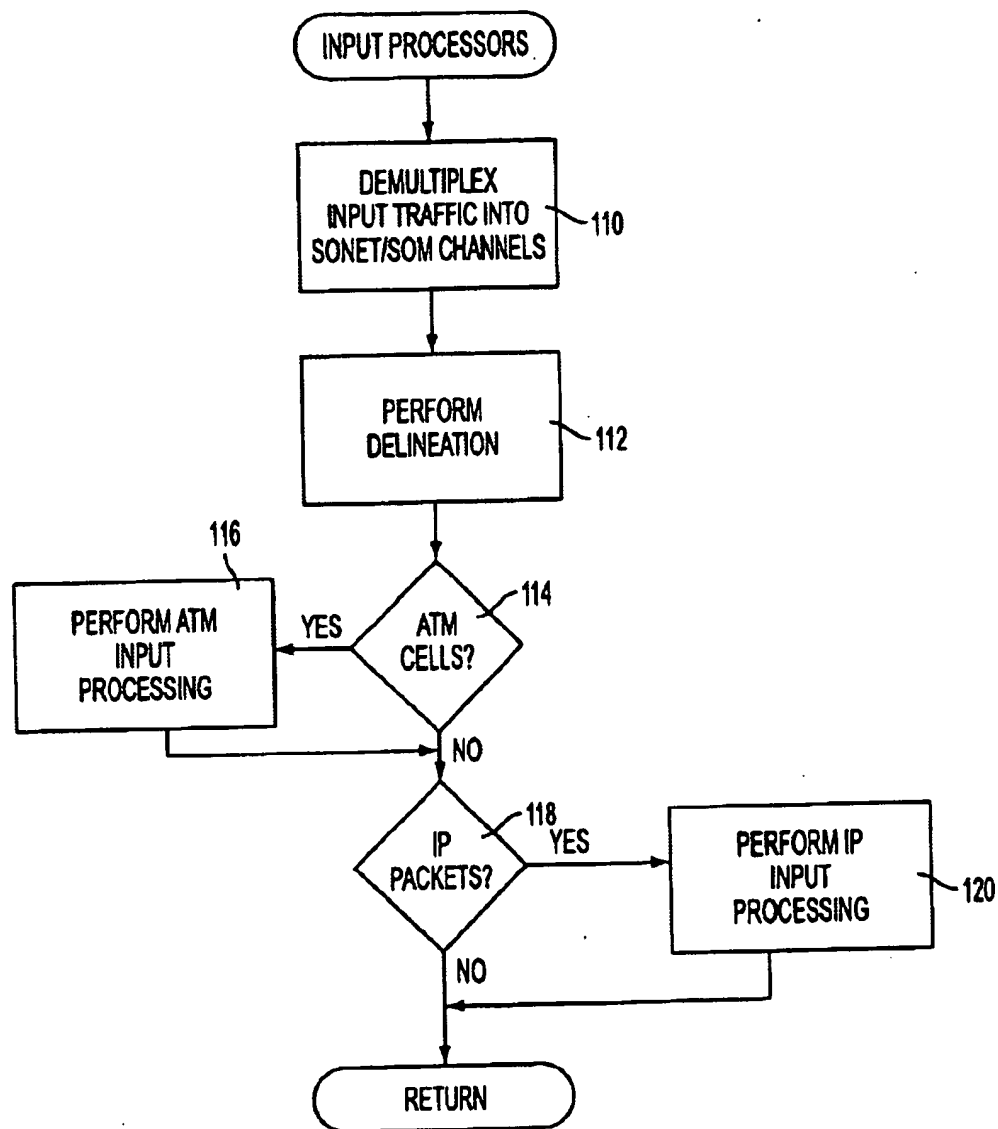 INPUT PROCESSORS
DEMULTIPLEX
INPUT TRAFFIC INTO
SONET/SOM CHANNELS
110
PERFORM
DELINEATION
112
116
PERFORM ATM
INPUT
PROCESSING
YES
ATM
CELLS?
114
NO
IP
PACKETS?
118
YES
PERFORM IP
INPUT
PROCESSING
120
NO
RETURN